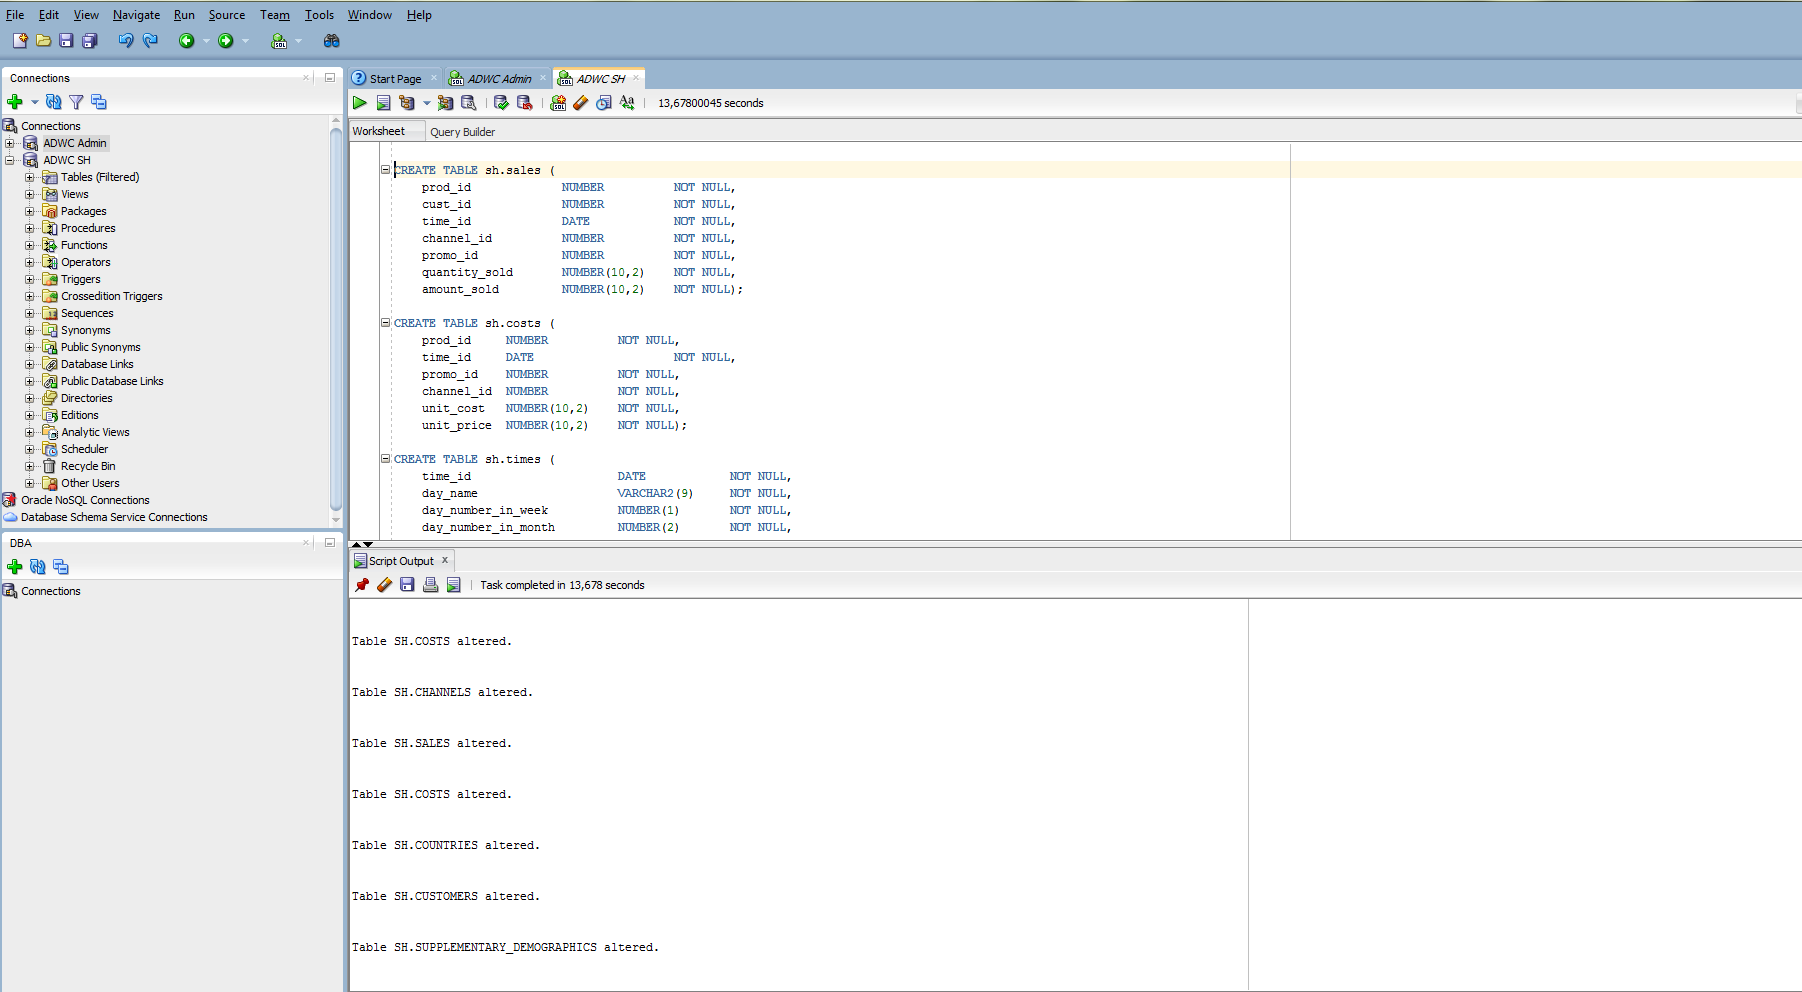 File Edit View Navigate Run Source Team Tools Window Help
Connections
Connections
ADWC Admin
ADWC SH
Tables (Filtered)
Views
Packages
Procedures
Functions
Operators
Triggers
Crossedition Triggers
Sequences
Synonyms
Public Synonyms
Database Links
Public Database Links
Directories
Editions
Analytic Views
Scheduler
Recycle Bin
Other Users
Oracle NoSQL Connections
Database Schema Service Connections
DBA
Connections
Start Page ADWC Admin ADWC SH
13,67800045 seconds
Worksheet Query Builder
CREATE TABLE sh.sales (
prod_id NUMBER NOT NULL,
cust_id NUMBER NOT NULL,
time_id DATE NOT NULL,
channel_id NUMBER NOT NULL,
promo_id NUMBER NOT NULL,
quantity_sold NUMBER(10,2) NOT NULL,
amount_sold NUMBER(10,2) NOT NULL);
CREATE TABLE sh.costs (
prod_id NUMBER NOT NULL,
time_id DATE NOT NULL,
promo_id NUMBER NOT NULL,
channel_id NUMBER NOT NULL,
unit_cost NUMBER(10,2) NOT NULL,
unit_price NUMBER(10,2) NOT NULL);
CREATE TABLE sh.times (
time_id DATE NOT NULL,
day_name VARCHAR2(9) NOT NULL,
day_number_in_week NUMBER(1) NOT NULL,
day_number_in_month NUMBER(2) NOT NULL,
Script Output
Task completed in 13,678 seconds
Table SH.COSTS altered.
Table SH.CHANNELS altered.
Table SH.SALES altered.
Table SH.COSTS altered.
Table SH.COUNTRIES altered.
Table SH.CUSTOMERS altered.
Table SH.SUPPLEMENTARY_DEMOGRAPHICS altered.